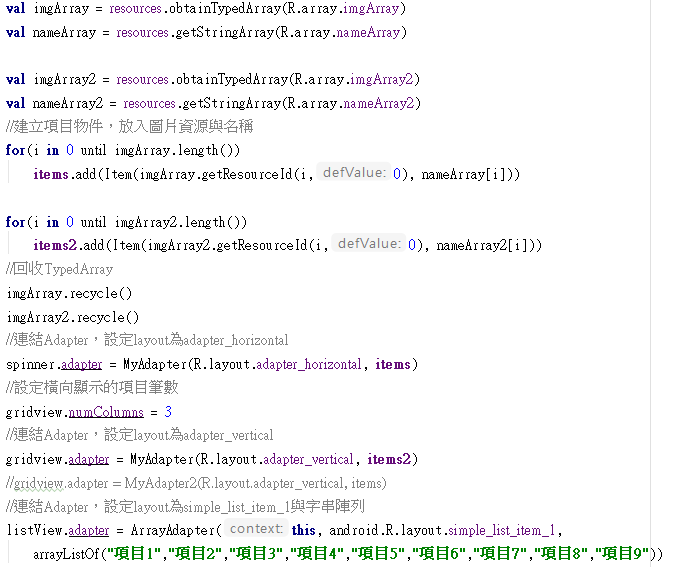 val imgArray = resources.obtainTypedArray(R.array.imgArray)
val nameArray = resources.getStringArray(R.array.nameArray)
val imgArray2 = resources.obtainTypedArray(R.array.imgArray2)
val nameArray2 = resources.getStringArray(R.array.nameArray2)
//建立項目物件，放入圖片資源與名稱
for(i in 0 until imgArray.length())
items.add(Item(imgArray.getResourceId(i, defValue: 0), nameArray[i]))
for(i in 0 until imgArray2.length())
items2.add(Item(imgArray2.getResourceId(i, defValue: 0), nameArray2[i]))
//回收TypedArray
imgArray.recycle()
imgArray2.recycle()
//連結Adapter，設定layout為adapter_horizontal
spinner.adapter = MyAdapter(R.layout.adapter_horizontal, items)
//設定橫向顯示的項目筆數
gridview.numColumns = 3
//連結Adapter，設定layout為adapter_vertical
gridview.adapter = MyAdapter(R.layout.adapter_vertical, items2)
//gridview.adapter = MyAdapter2(R.layout.adapter_vertical, items)
//連結Adapter，設定layout為simple_list_item_1與字串陣列
listView.adapter = ArrayAdapter( context: this, android.R.layout.simple_list_item_1,
arrayListOf("項目1","項目2","項目3","項目4","項目5","項目6","項目7","項目8","項目9"))